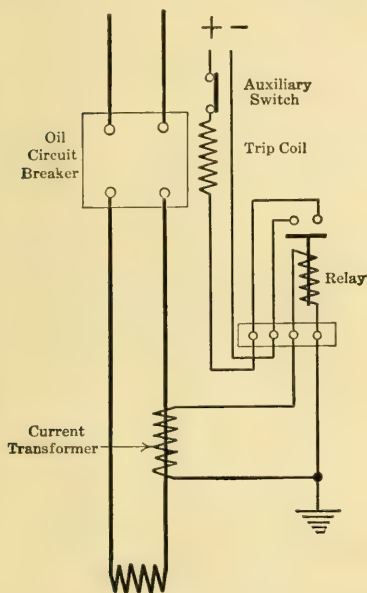 + −
Auxiliary
Switch
Oil
Circuit
Breaker
Trip Coil
Relay
Current
Transformer